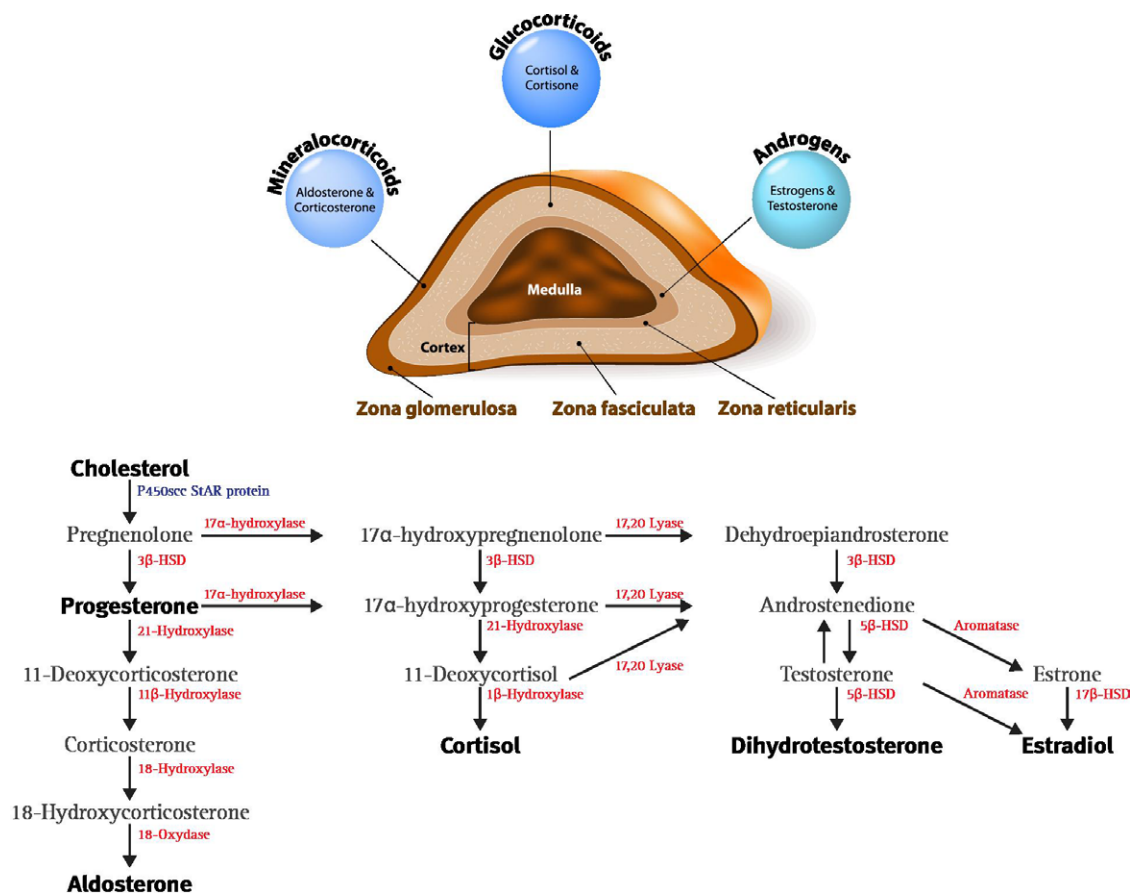 Glucocorticoids
Cortisol &
Cortisone
Mineralocorticoids
Aldosterone &
Corticosterone
Androgens
Estrogens &
Testosterone
Medulla
Cortex
Zona glomerulosa
Zona fasciculata
Zona reticularis
Cholesterol
P450scc StAR protein
Pregnenolone
17α-hydroxylase
17α-hydroxypregnenolone
17,20 Lyase
Dehydroepiandrosterone
3β-HSD
3β-HSD
3β-HSD
Progesterone
17α-hydroxylase
17α-hydroxyprogesterone
17,20 Lyase
Androstenedione
21-Hydroxylase
21-Hydroxylase
5β-HSD
Aromatase
11-Deoxycorticosterone
11-Deoxycortisol
17,20 Lyase
Testosterone
Estrone
11β-Hydroxylase
1β-Hydroxylase
5β-HSD
Aromatase
17β-HSD
Corticosterone
Cortisol
Dihydrotestosterone
Estradiol
18-Hydroxylase
18-Hydroxycorticosterone
18-Oxydase
Aldosterone